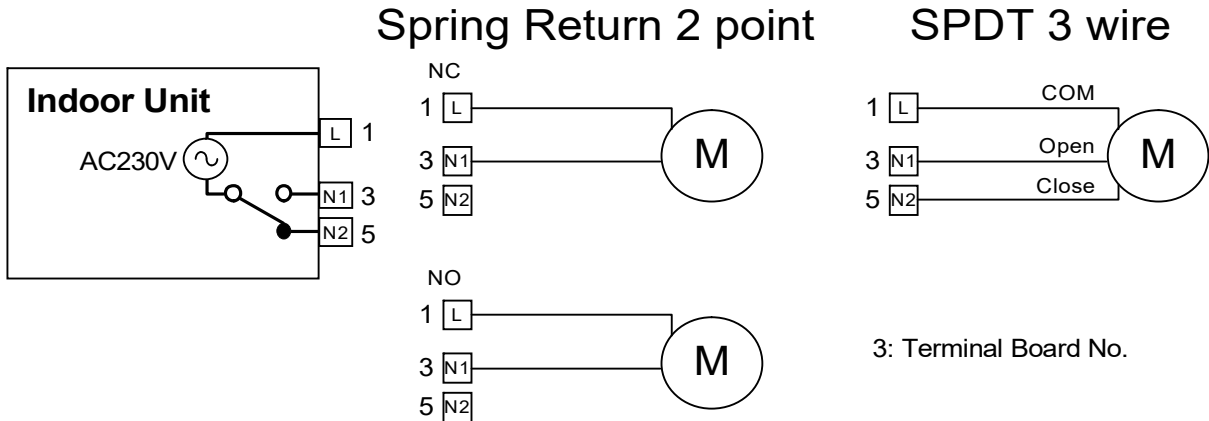 Spring Return 2 point
SPDT 3 wire
Indoor Unit
AC230V
L 1
N1 3
N2 5
NC
1 L
3 N1
5 N2
M
NO
1 L
3 N1
5 N2
M
1 L
3 N1
5 N2
COM
Open
Close
M
3: Terminal Board No.